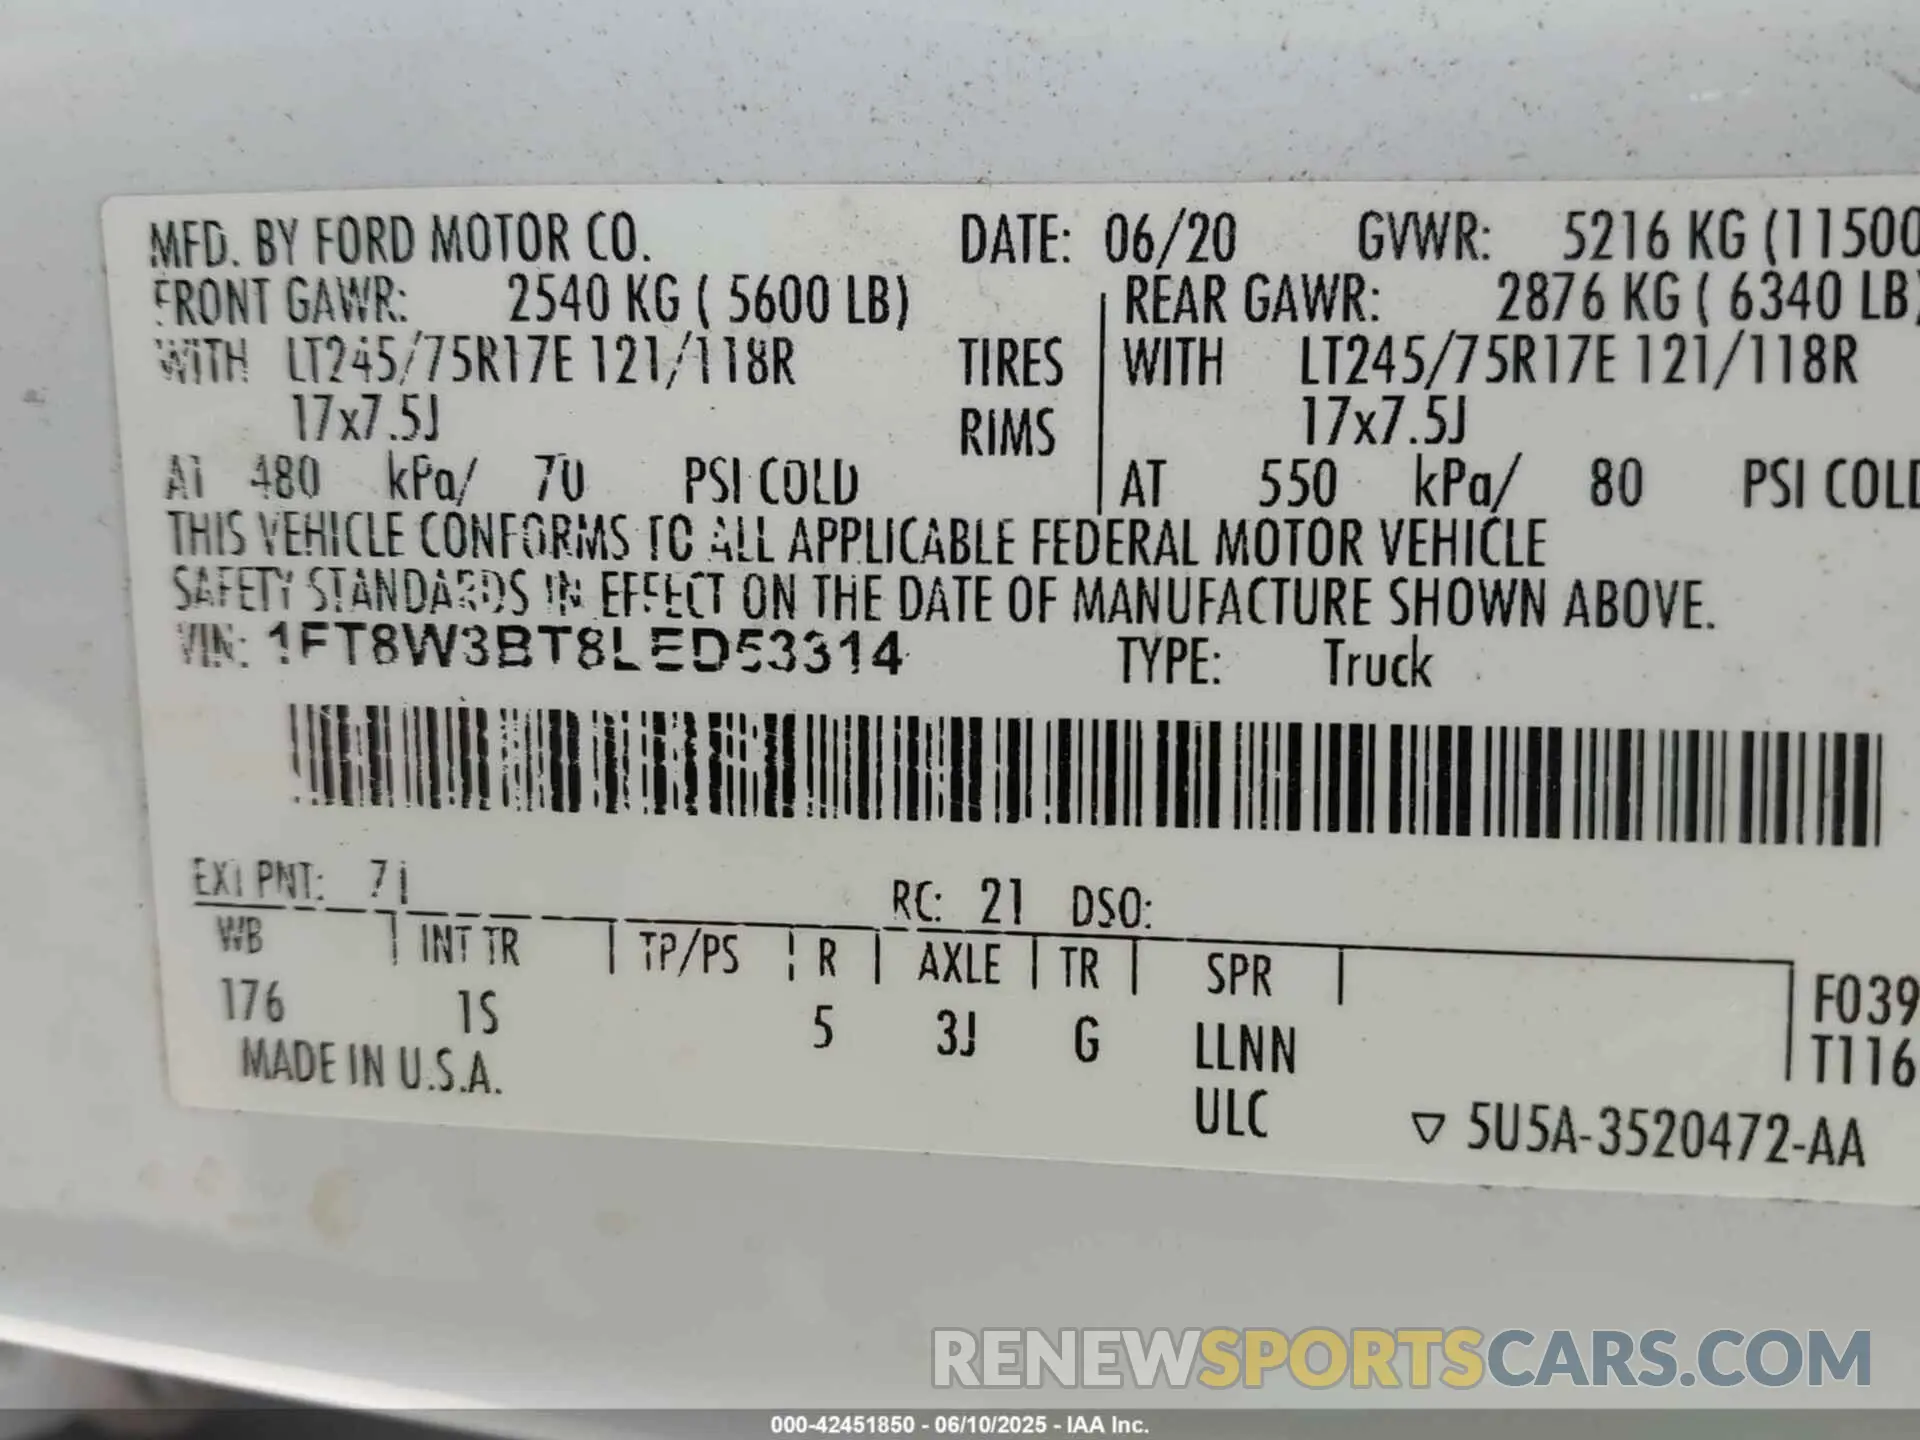 MFD. BY FORD MOTOR CO. DATE: 06/20 GVWR: 5216 KG (11500
FRONT GAWR: 2540 KG ( 5600 LB) REAR GAWR: 2876 KG ( 6340 LB)
WITH LT245/75R17E 121/118R TIRES WITH LT245/75R17E 121/118R
17x7.5J RIMS 17x7.5J
AT 480 kPa/ 70 PSI COLD AT 550 kPa/ 80 PSI COLD
THIS VEHICLE CONFORMS TO ALL APPLICABLE FEDERAL MOTOR VEHICLE
SAFETY STANDARDS IN EFFECT ON THE DATE OF MANUFACTURE SHOWN ABOVE.
VIN: 1FT8W3BT8LED53314 TYPE: Truck
EXT PNT: Z1 RC: 21 DSO:
WB INT TR TP/PS R AXLE TR SPR F039
176 1S 5 3J G LLNN T116
MADE IN U.S.A. ULC
▽ 5U5A-3520472-AA
RENEWSPORTSCARS.COM
000-42451850 - 06/10/2025 - IAA Inc.